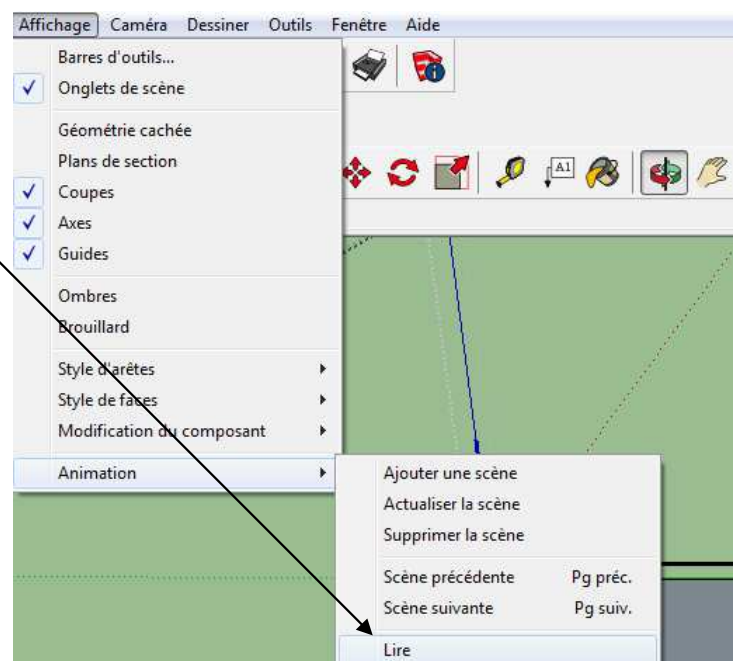 Affichage Caméra Dessiner Outils Fenêtre Aide
Barres d'outils...
Onglets de scène
Géométrie cachée
Plans de section
Coupes
Axes
Guides
Ombres
Brouillard
Style d'arêtes
Style de faces
Modification du composant
Animation
A1
Ajouter une scène
Actualiser la scène
Supprimer la scène
Scène précédente Pg préc.
Scène suivante Pg suiv.
Lire